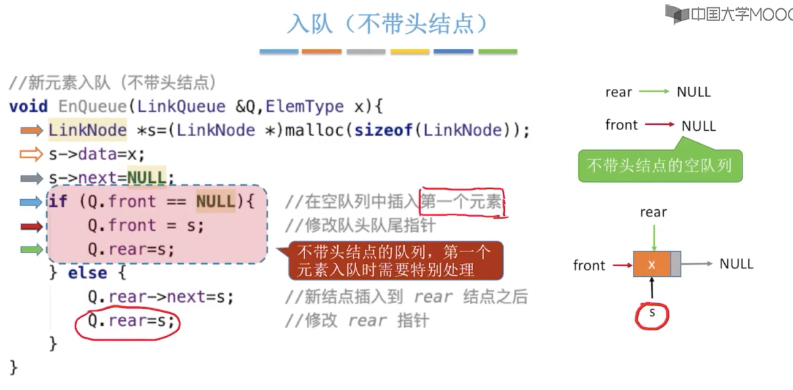 入队（不带头结点）
中国大学MOOC
//新元素入队（不带头结点）
void EnQueue(LinkQueue &Q,ElemType x){
LinkNode *s=(LinkNode *)malloc(sizeof(LinkNode));
s->data=x;
s->next=NULL;
if (Q.front == NULL){ //在空队列中插入第一个元素
Q.front = s; //修改队头队尾指针
Q.rear=s;
不带头结点的队列，第一个
元素入队时需要特别处理
} else {
Q.rear->next=s; //新结点插入到 rear 结点之后
Q.rear=s; //修改 rear 指针
}
}
rear NULL
front NULL
不带头结点的空队列
rear
front x NULL
s